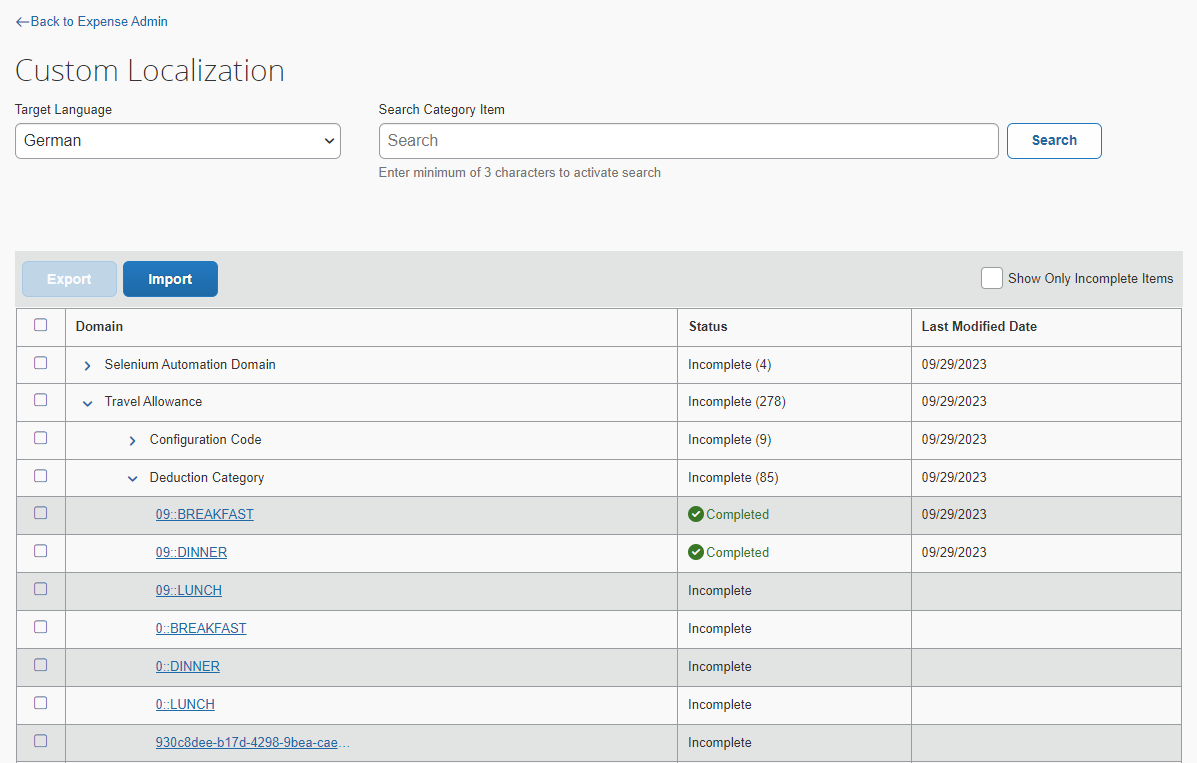 ←Back to Expense Admin
Custom Localization
Target Language
Search Category Item
German
Search
Search
Enter minimum of 3 characters to activate search
Export
Import
Show Only Incomplete Items
Domain Status Last Modified Date
Selenium Automation Domain Incomplete (4) 09/29/2023
Travel Allowance Incomplete (278) 09/29/2023
Configuration Code Incomplete (9) 09/29/2023
Deduction Category Incomplete (85) 09/29/2023
09::BREAKFAST Completed 09/29/2023
09::DINNER Completed 09/29/2023
09::LUNCH Incomplete
0::BREAKFAST Incomplete
0::DINNER Incomplete
0::LUNCH Incomplete
930c8dee-b17d-4298-9bea-cae… Incomplete